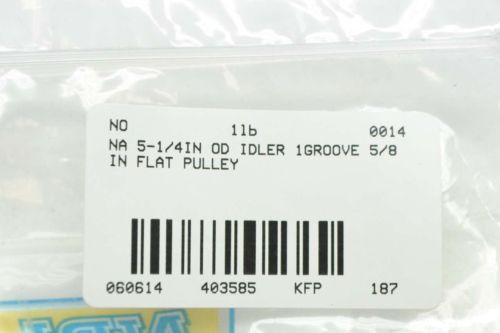 NO 1lb 0014
NA 5-1/4IN OD IDLER 1GROOVE 5/8
IN FLAT PULLEY
060614 403585 KFP 187